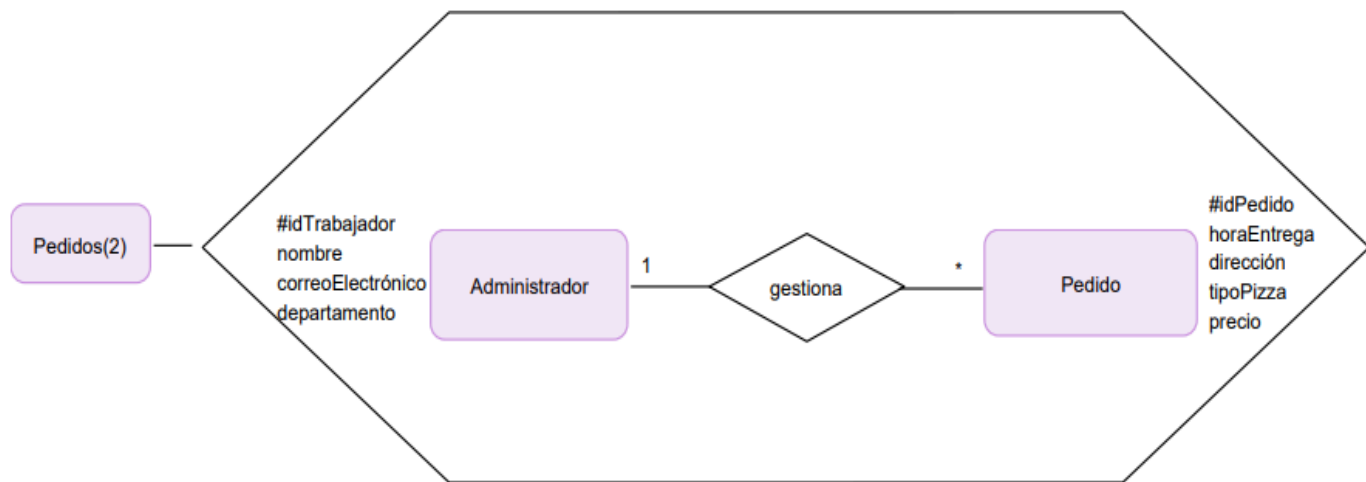 Pedidos(2)
#idTrabajador
nombre
correoElectrónico
departamento
Administrador
1
gestiona
*
Pedido
#idPedido
horaEntrega
dirección
tipoPizza
precio